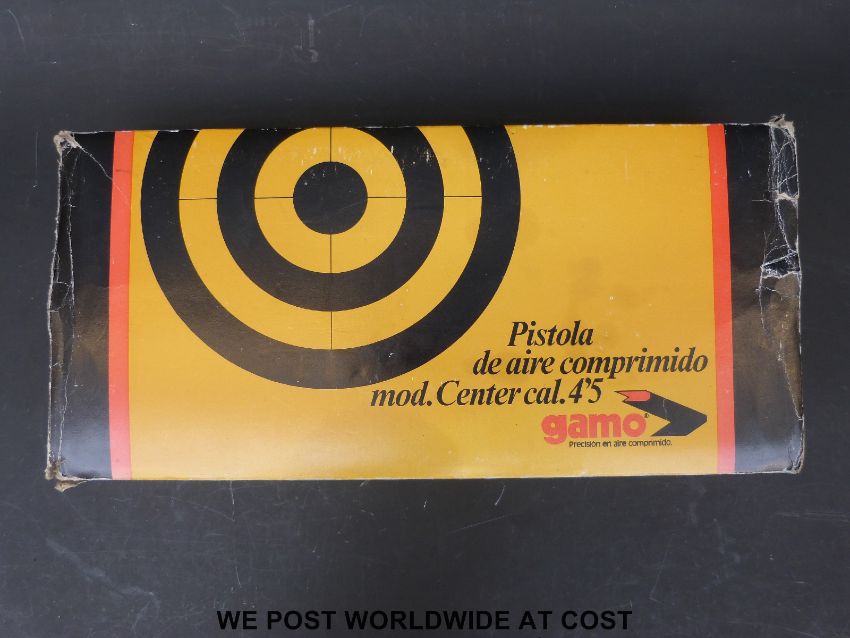 Pistola
de aire comprimido
mod. Center cal. 4'5
gamo®
Precisión en aire comprimido.
WE POST WORLDWIDE AT COST